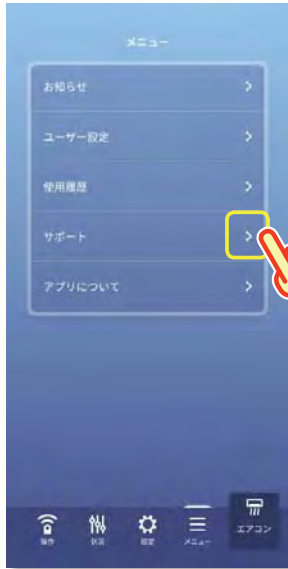 メニュー
お知らせ
ユーザー設定
使用履歴
サポート
アプリについて
操作
状況
設定
メニュー
エアコン